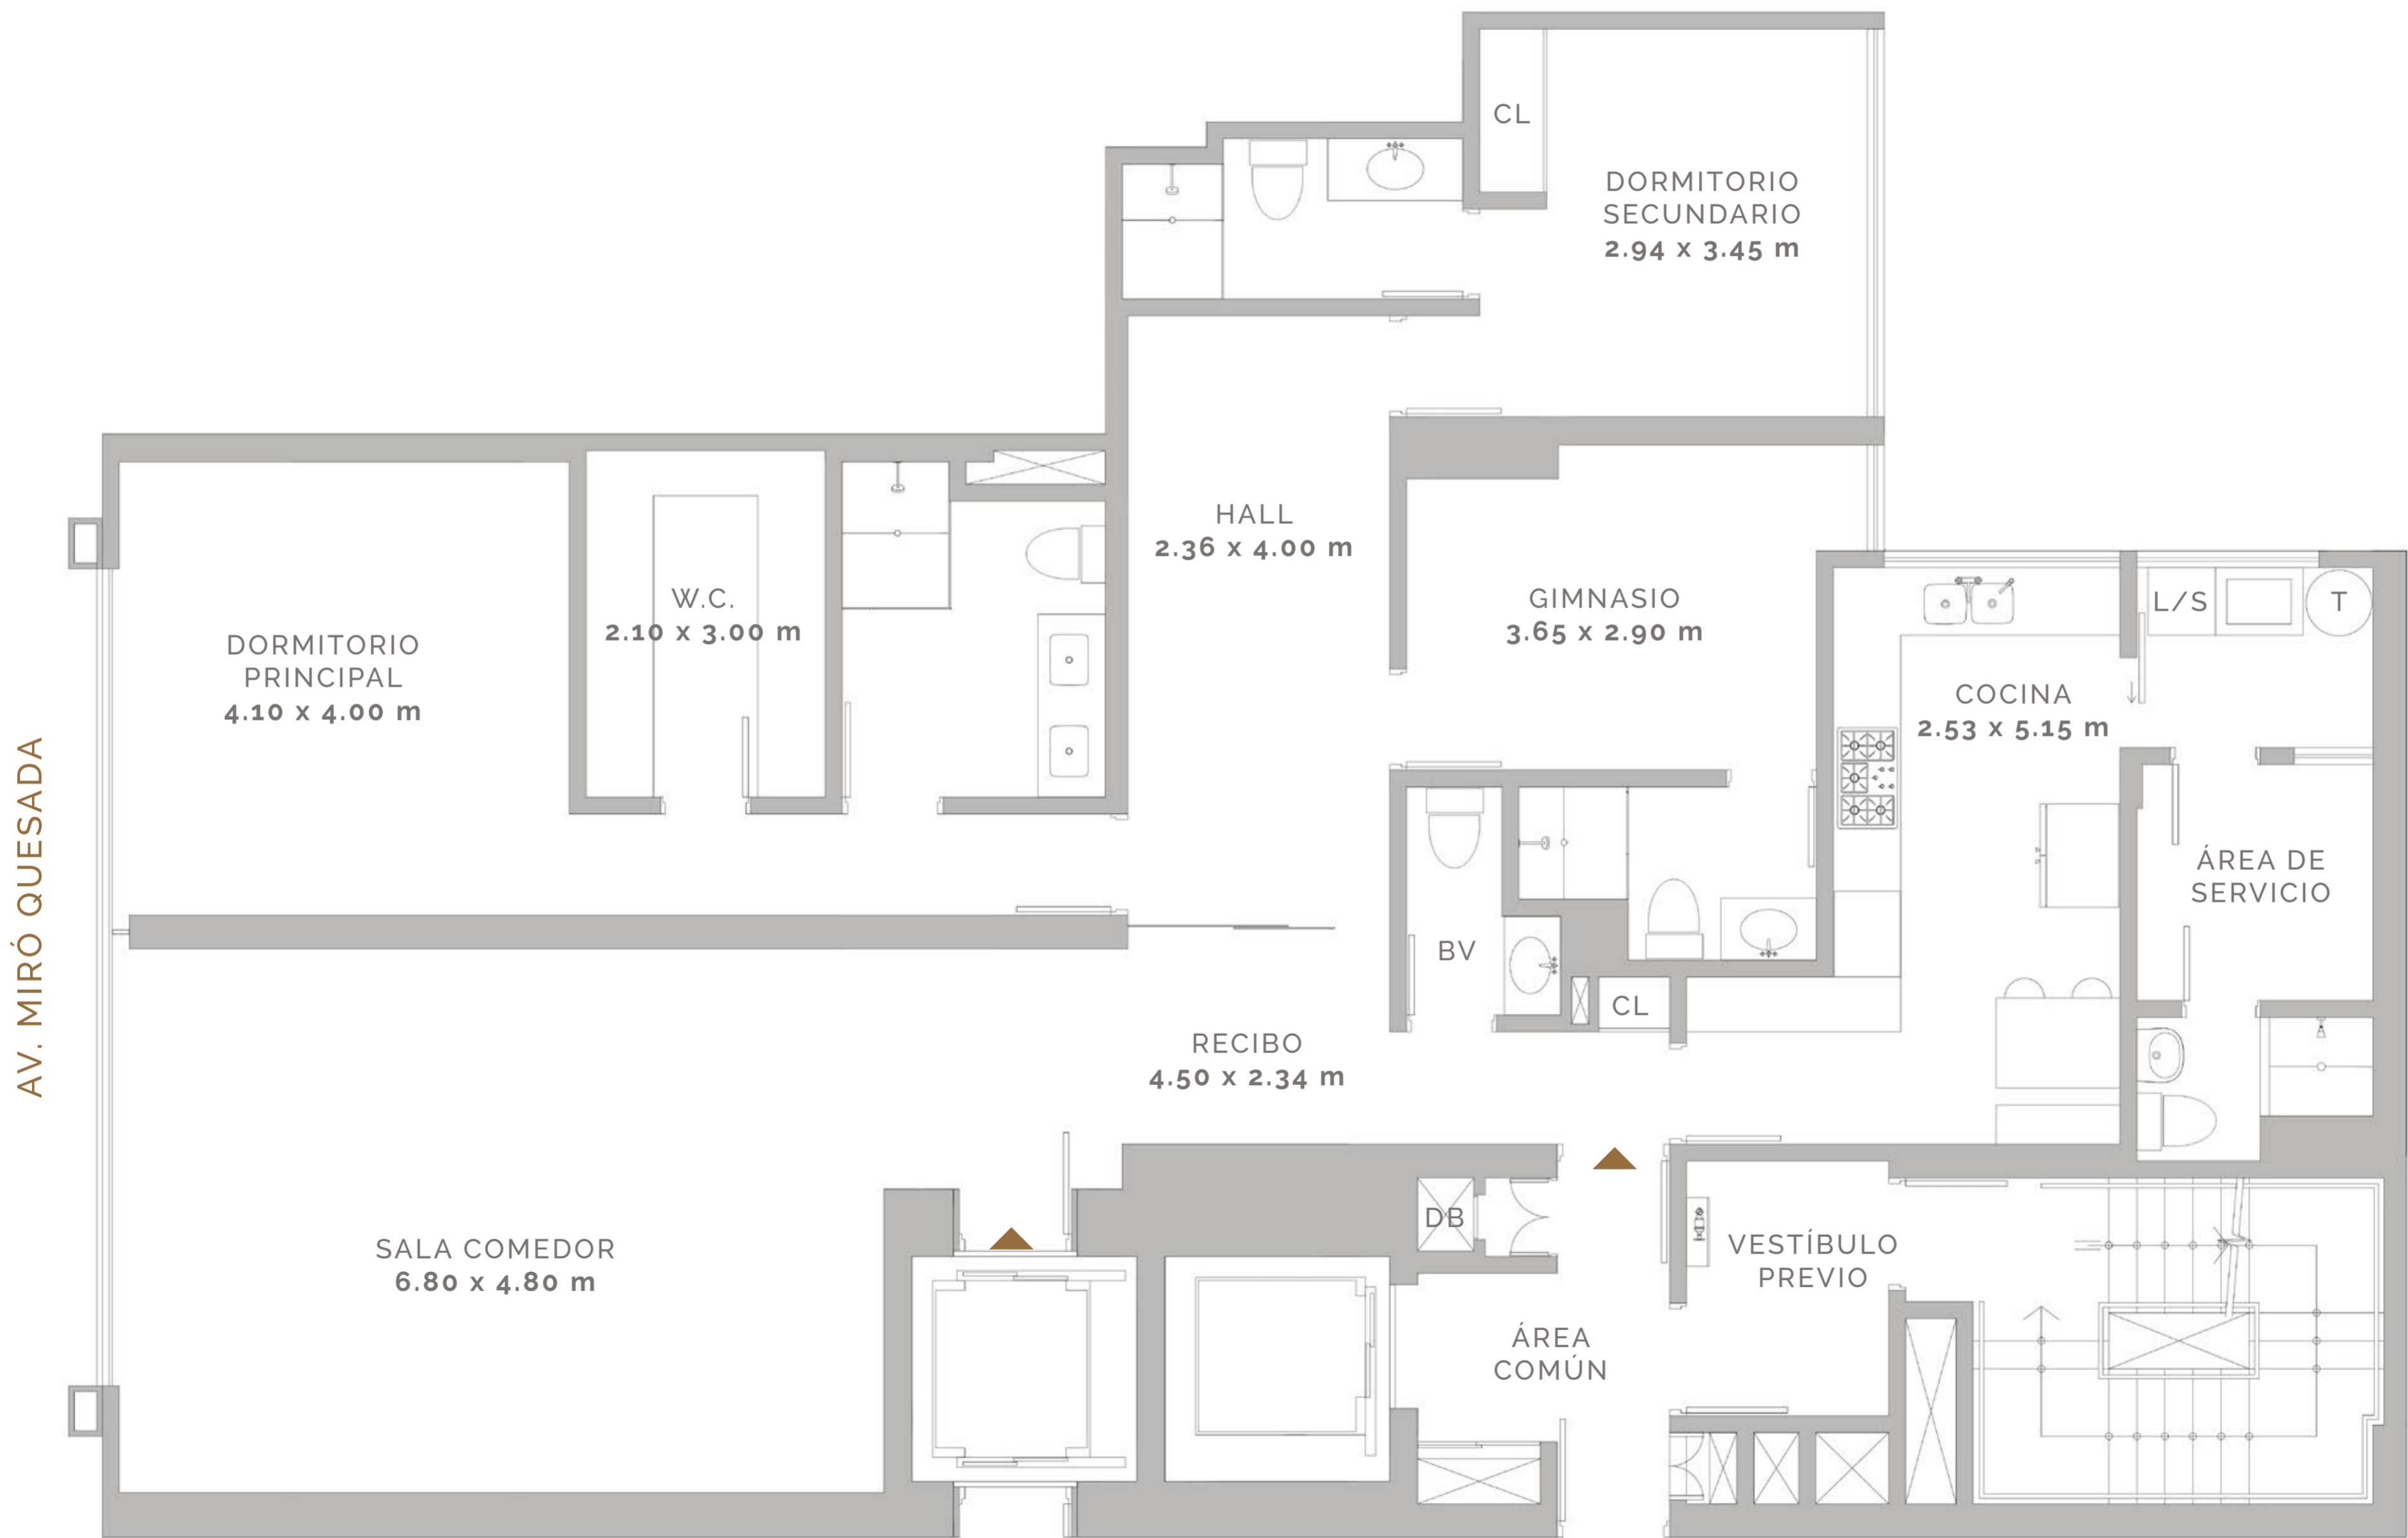 CL
DORMITORIO
SECUNDARIO
2.94 x 3.45 m
HALL
2.36 x 4.00 m
W.C.
2.10 x 3.00 m
GIMNASIO
3.65 x 2.90 m
L/S
T
DORMITORIO
PRINCIPAL
4.10 x 4.00 m
COCINA
2.53 x 5.15 m
AV. MIRÓ QUESADA
ÁREA DE
SERVICIO
BV
CL
RECIBO
4.50 x 2.34 m
DB
SALA COMEDOR
6.80 x 4.80 m
VESTÍBULO
PREVIO
ÁREA
COMÚN